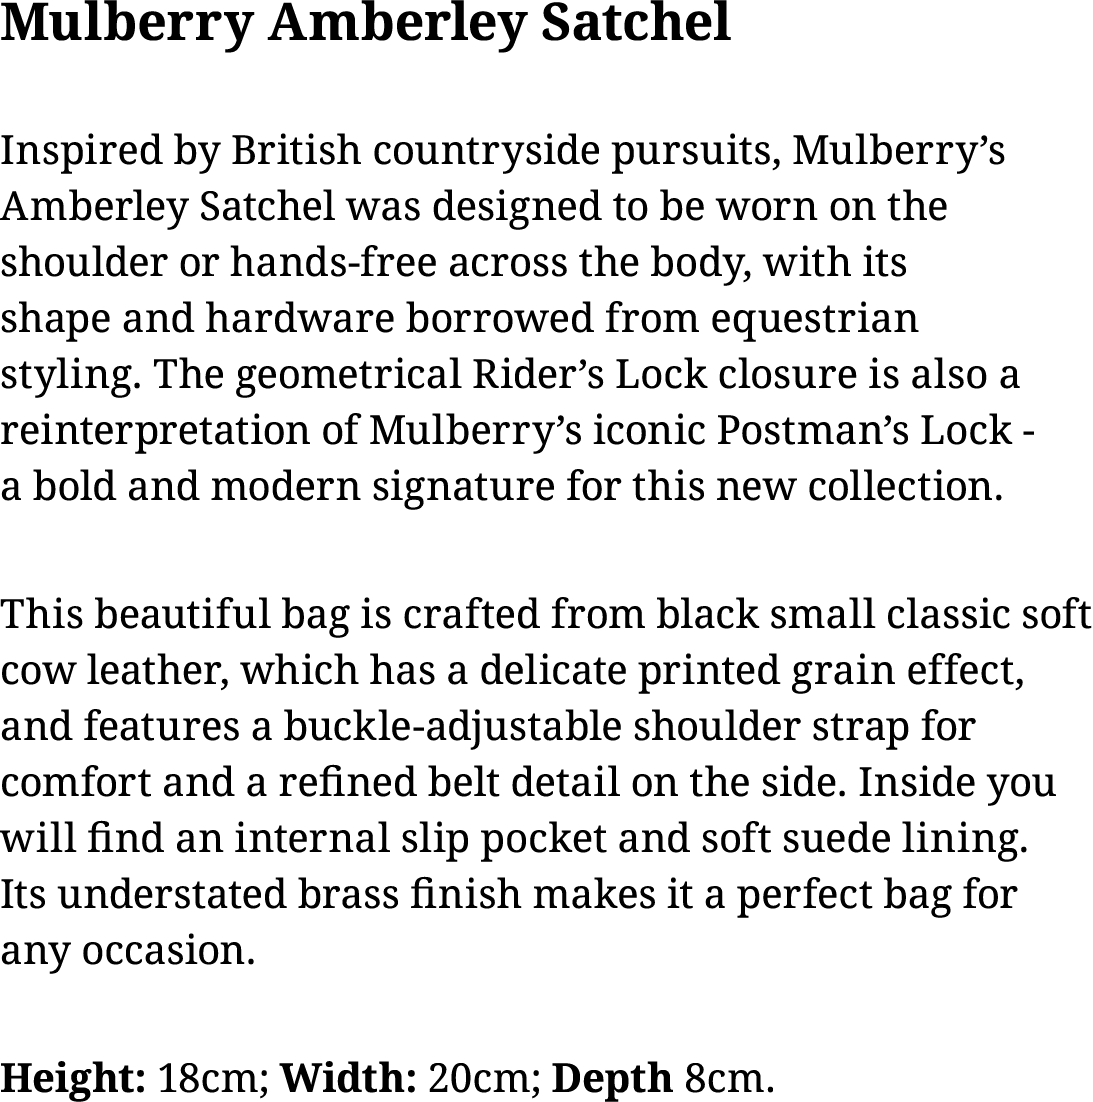 Mulberry Amberley Satchel
Inspired by British countryside pursuits, Mulberry’s
Amberley Satchel was designed to be worn on the
shoulder or hands-free across the body, with its
shape and hardware borrowed from equestrian
styling. The geometrical Rider’s Lock closure is also a
reinterpretation of Mulberry’s iconic Postman’s Lock -
a bold and modern signature for this new collection.
This beautiful bag is crafted from black small classic soft
cow leather, which has a delicate printed grain effect,
and features a buckle-adjustable shoulder strap for
comfort and a refined belt detail on the side. Inside you
will find an internal slip pocket and soft suede lining.
Its understated brass finish makes it a perfect bag for
any occasion.
Height: 18cm; Width: 20cm; Depth 8cm.